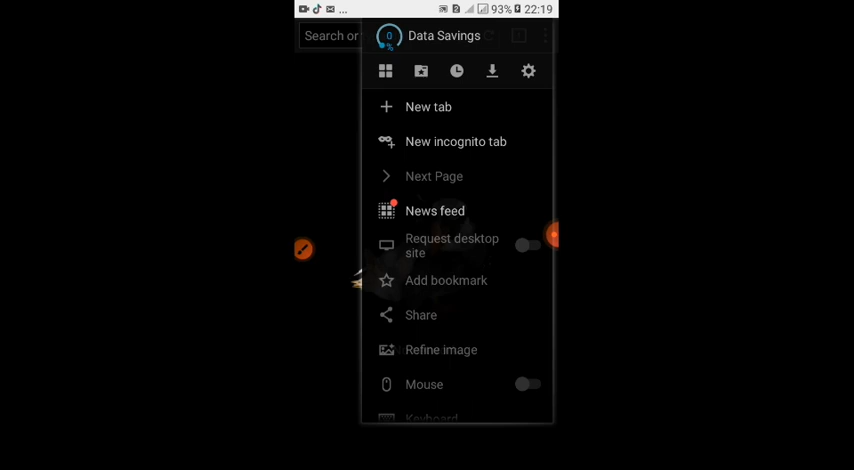 ... 93% 22:19
Search or
0 % Data Savings
New tab
New incognito tab
Next Page
News feed
Request desktop
site
Add bookmark
Share
Refine image
Mouse
Keyboard